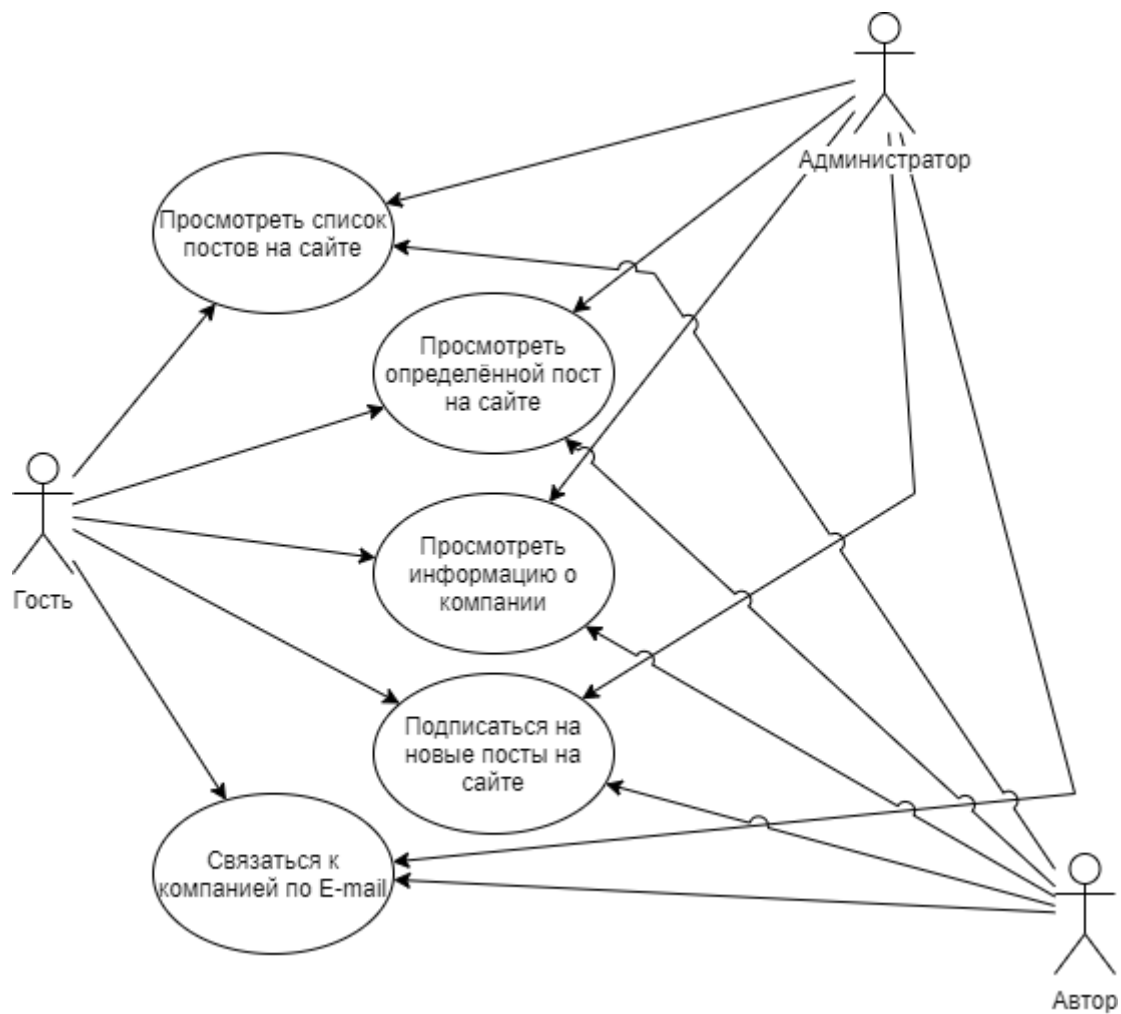 Администратор
Просмотреть список
постов на сайте
Просмотреть
определённой пост
на сайте
Просмотреть
информацию о
компании
Гость
Подписаться на
новые посты на
сайте
Связаться к
компанией по E-mail
Автор